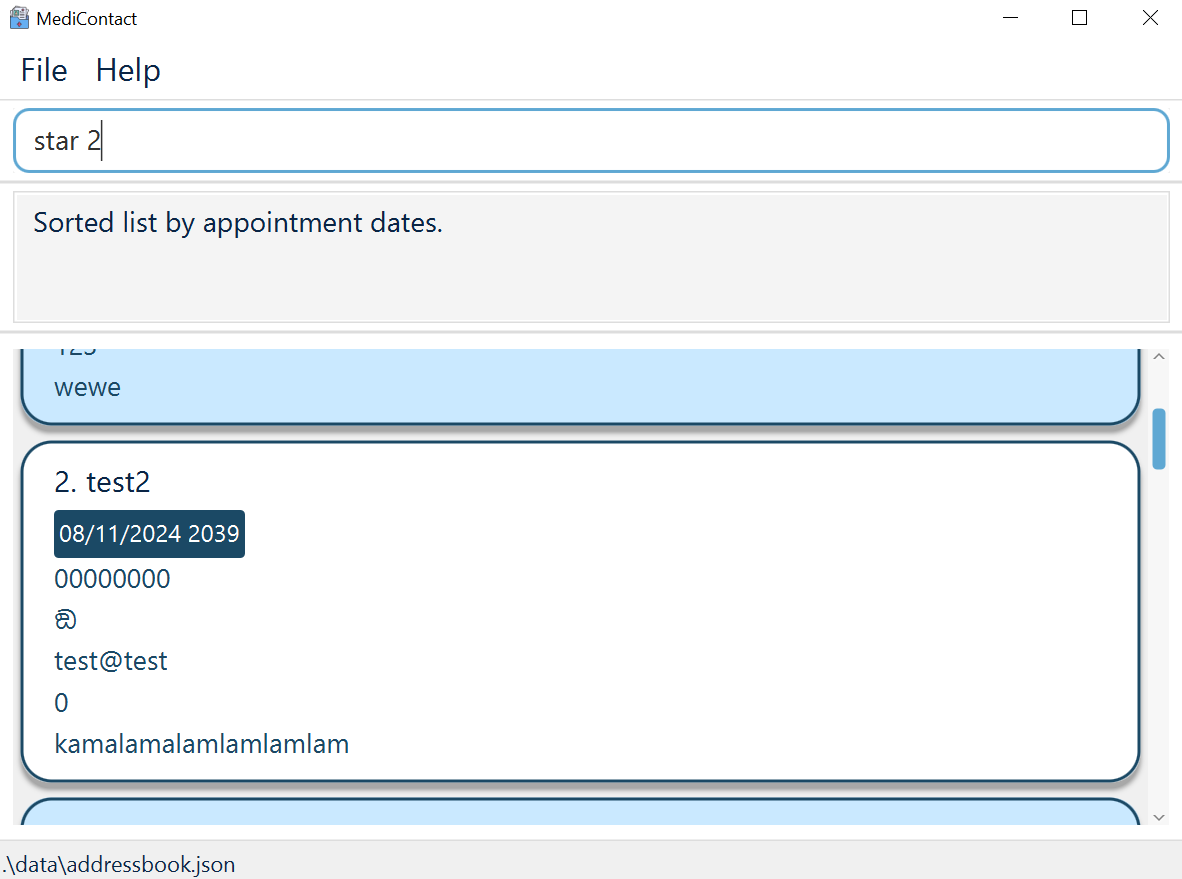 MediContact
File Help
star 2
Sorted list by appointment dates.
123
wewe
2. test2
08/11/2024 2039
00000000
ඞ
test@test
0
kamalamalamlamlamlam
.\data\addressbook.json